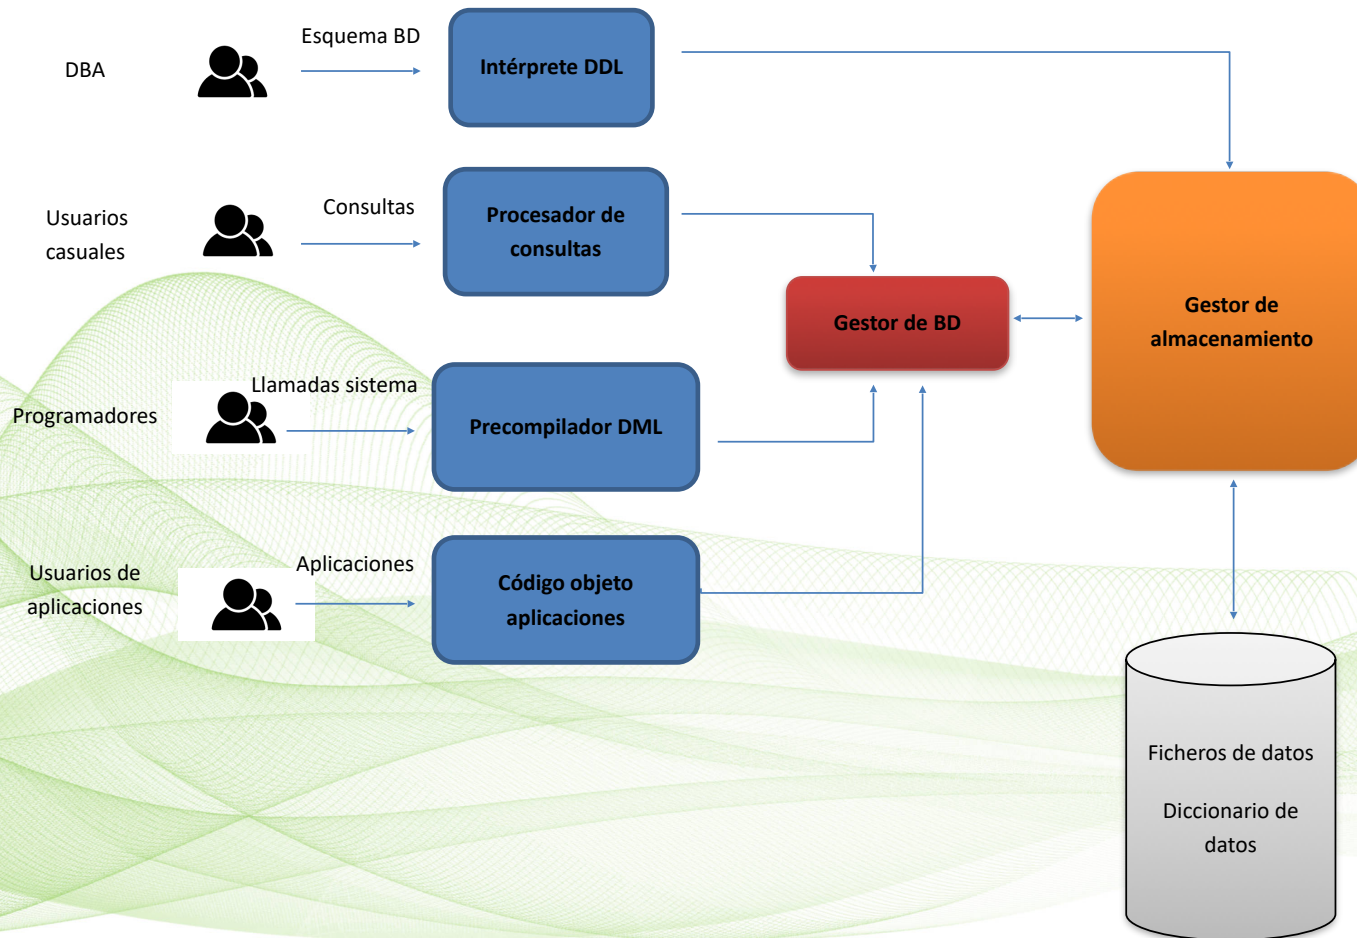 DBA
Esquema BD
Intérprete DDL
Usuarios
casuales
Consultas
Procesador de
consultas
Gestor de BD
Gestor de
almacenamiento
Programadores
Llamadas sistema
Precompilador DML
Usuarios de
aplicaciones
Aplicaciones
Código objeto
aplicaciones
Ficheros de datos
Diccionario de
datos